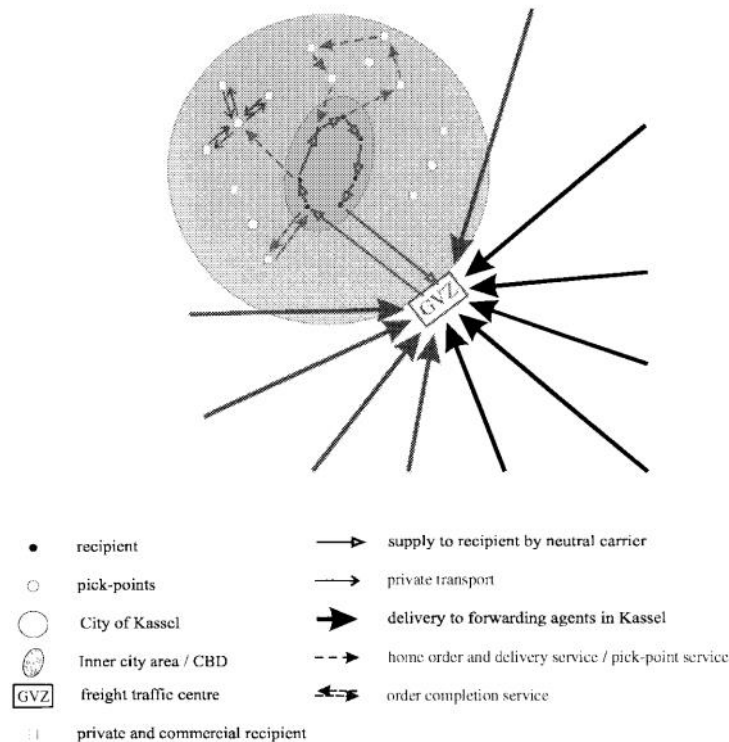 GVZ
recipient
pick-points
City of Kassel
Inner city area / CBD
GVZ freight traffic centre
private and commercial recipient
supply to recipient by neutral carrier
private transport
delivery to forwarding agents in Kassel
home order and delivery service / pick-point service
order completion service